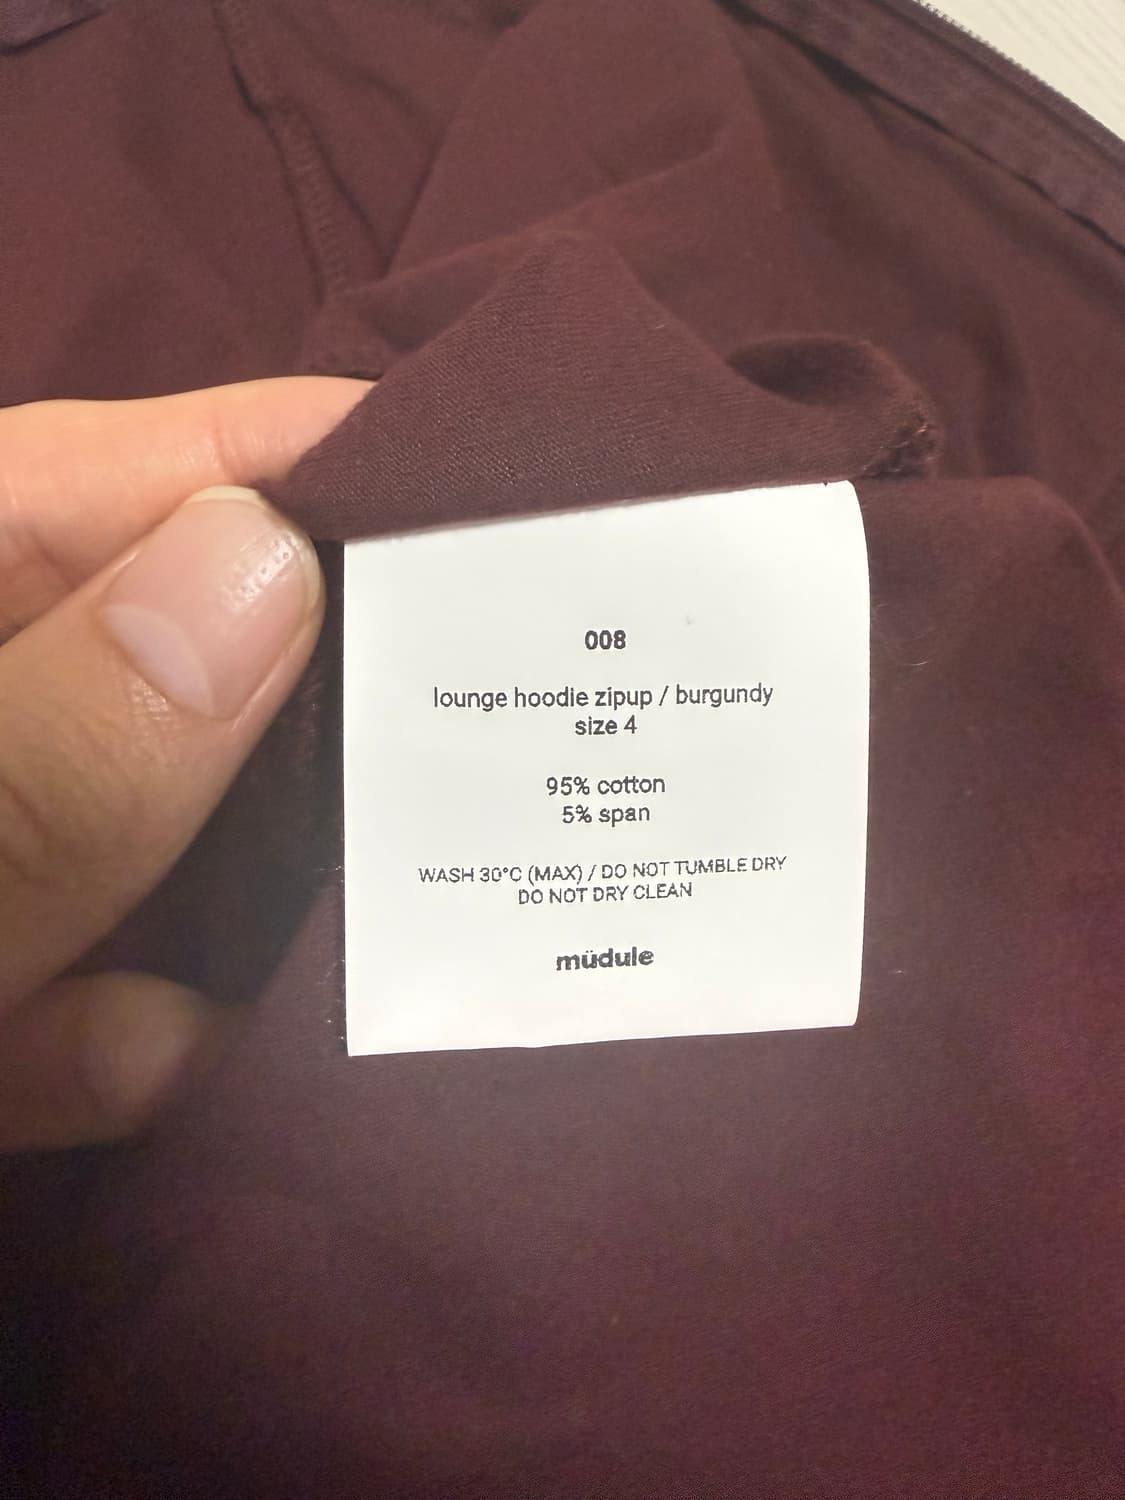 008
lounge hoodie zipup / burgundy
size 4
95% cotton
5% span
WASH 30°C (MAX) / DO NOT TUMBLE DRY
DO NOT DRY CLEAN
müdule